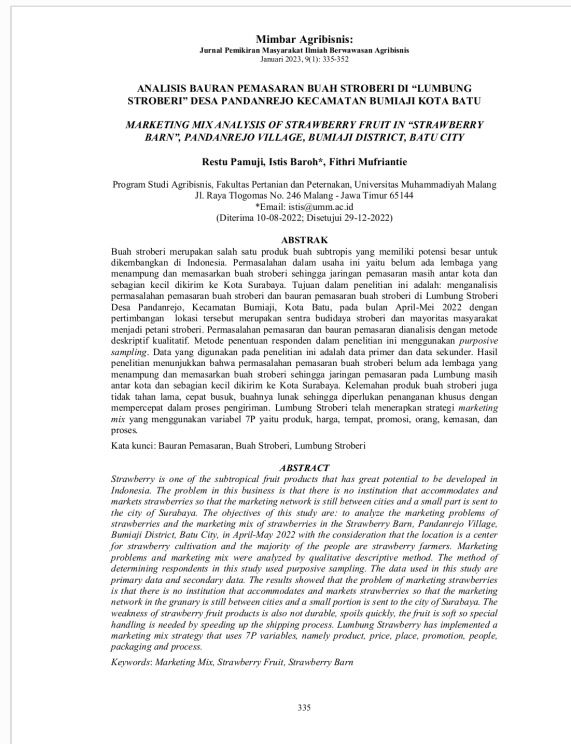 Mimbar Agribisnis:
Jurnal Pemikiran Masyarakat Ilmiah Berwawasan Agribisnis
Januari 2023, 9(1): 335-352
ANALISIS BAURAN PEMASARAN BUAH STROBERI DI “LUMBUNG
STROBERI” DESA PANDANREJO KECAMATAN BUMIAJI KOTA BATU
MARKETING MIX ANALYSIS OF STRAWBERRY FRUIT IN “STRAWBERRY
BARN”, PANDANREJO VILLAGE, BUMIAJI DISTRICT, BATU CITY
Restu Pamuji, Istis Baroh*, Fithri Mufriantie
Program Studi Agribisnis, Fakultas Pertanian dan Peternakan, Universitas Muhammadiyah Malang
Jl. Raya Tlogomas No. 246 Malang - Jawa Timur 65144
*Email: istis@umm.ac.id
(Diterima 10-08-2022; Disetujui 29-12-2022)
ABSTRAK
Buah stroberi merupakan salah satu produk buah subtropis yang memiliki potensi besar untuk
dikembangkan di Indonesia. Permasalahan dalam usaha ini yaitu belum ada lembaga yang
menampung dan memasarkan buah stroberi sehingga jaringan pemasaran masih antar kota dan
sebagian kecil dikirim ke Kota Surabaya. Tujuan dalam penelitian ini adalah: menganalisis
permasalahan pemasaran buah stroberi dan bauran pemasaran buah stroberi di Lumbung Stroberi
Desa Pandanrejo, Kecamatan Bumiaji, Kota Batu, pada bulan April-Mei 2022 dengan
pertimbangan lokasi tersebut merupakan sentra budidaya stroberi dan mayoritas masyarakat
menjadi petani stroberi. Permasalahan pemasaran dan bauran pemasaran dianalisis dengan metode
deskriptif kualitatif. Metode penentuan responden dalam penelitian ini menggunakan purposive
sampling. Data yang digunakan pada penelitian ini adalah data primer dan data sekunder. Hasil
penelitian menunjukkan bahwa permasalahan pemasaran buah stroberi belum ada lembaga yang
menampung dan memasarkan buah stroberi sehingga jaringan pemasaran pada Lumbung masih
antar kota dan sebagian kecil dikirim ke Kota Surabaya. Kelemahan produk buah stroberi juga
tidak tahan lama, cepat busuk, buahnya lunak sehingga diperlukan penanganan khusus dengan
mempercepat dalam proses pengiriman. Lumbung Stroberi telah menerapkan strategi marketing
mix yang menggunakan variabel 7P yaitu produk, harga, tempat, promosi, orang, kemasan, dan
proses.
Kata kunci: Bauran Pemasaran, Buah Stroberi, Lumbung Stroberi
ABSTRACT
Strawberry is one of the subtropical fruit products that has great potential to be developed in
Indonesia. The problem in this business is that there is no institution that accommodates and
markets strawberries so that the marketing network is still between cities and a small part is sent to
the city of Surabaya. The objectives of this study are: to analyze the marketing problems of
strawberries and the marketing mix of strawberries in the Strawberry Barn, Pandanrejo Village,
Bumiaji District, Batu City, in April-May 2022 with the consideration that the location is a center
for strawberry cultivation and the majority of the people are strawberry farmers. Marketing
problems and marketing mix were analyzed by qualitative descriptive method. The method of
determining respondents in this study used purposive sampling. The data used in this study are
primary data and secondary data. The results showed that the problem of marketing strawberries
is that there is no institution that accommodates and markets strawberries so that the marketing
network in the granary is still between cities and a small portion is sent to the city of Surabaya. The
weakness of strawberry fruit products is also not durable, spoils quickly, the fruit is soft so special
handling is needed by speeding up the shipping process. Lumbung Strawberry has implemented a
marketing mix strategy that uses 7P variables, namely product, price, place, promotion, people,
packaging and process.
Keywords: Marketing Mix, Strawberry Fruit, Strawberry Barn
335